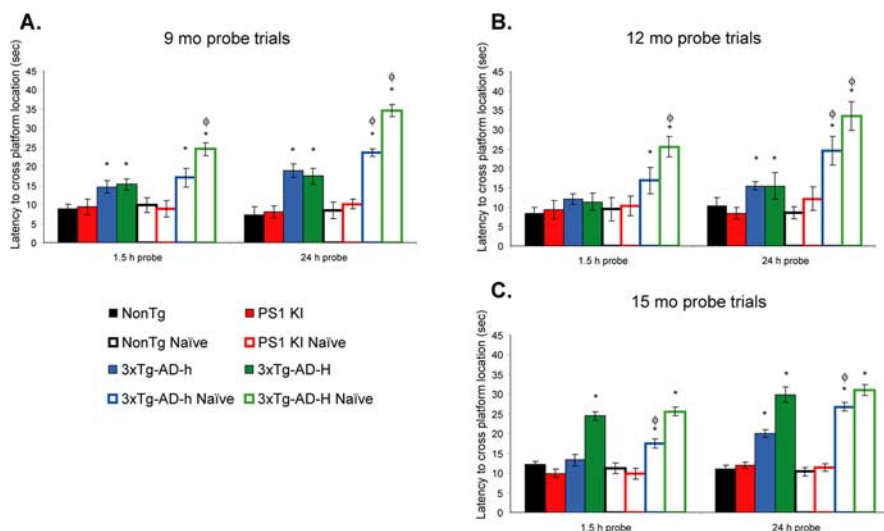 A.
9 mo probe trials
Latency to cross platform location (sec)
45
40
35
30
25
20
15
10
5
0
* * * ϕ * * * ϕ * ϕ *
1.5 h probe 24 h probe
NonTg PS1 KI
NonTg Naïve PS1 KI Naïve
3xTg-AD-h 3xTg-AD-H
3xTg-AD-h Naïve 3xTg-AD-H Naïve
B.
12 mo probe trials
Latency to cross platform location (sec)
45
40
35
30
25
20
15
10
5
0
* ϕ * * * ϕ * ϕ *
1.5 h probe 24 h probe
C.
15 mo probe trials
Latency to cross platform location (sec)
45
40
35
30
25
20
15
10
5
0
* ϕ * * * * ϕ * *
1.5 h probe 24 h probe